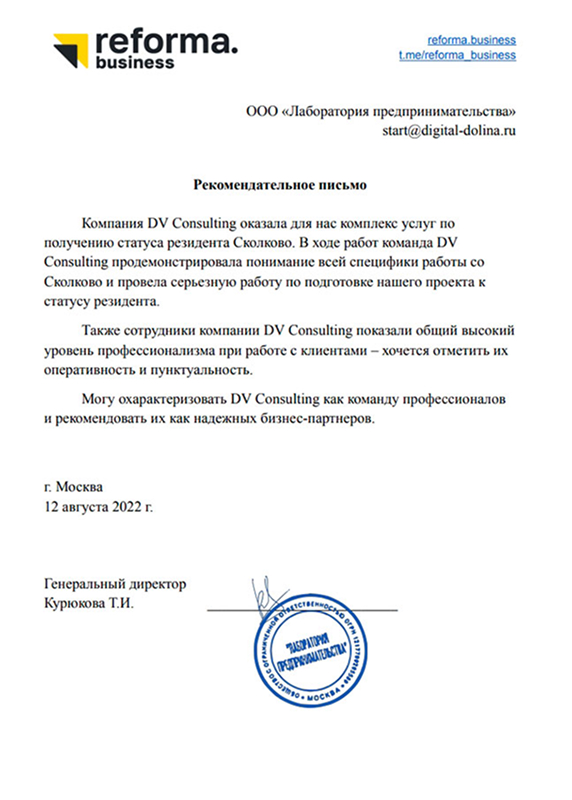 reforma.
business
reforma.business
t.me/reforma_business
ООО «Лаборатория предпринимательства»
start@digital-dolina.ru
Рекомендательное письмо
Компания DV Consulting оказала для нас комплекс услуг по
получению статуса резидента Сколково. В ходе работ команда DV
Consulting продемонстрировала понимание всей специфики работы со
Сколково и провела серьезную работу по подготовке нашего проекта к
статусу резидента.
Также сотрудники компании DV Consulting показали общий высокий
уровень профессионализма при работе с клиентами – хочется отметить их
оперативность и пунктуальность.
Могу охарактеризовать DV Consulting как команду профессионалов
и рекомендовать их как надежных бизнес-партнеров.
г. Москва
12 августа 2022 г.
Генеральный директор
Курюкова Т.И.
ОБЩЕСТВО С ОГРАНИЧЕННОЙ ОТВЕТСТВЕННОСТЬЮ ОГРН
"ЛАБОРАТОРИЯ
ПРЕДПРИНИМАТЕЛЬСТВА"
МОСКВА